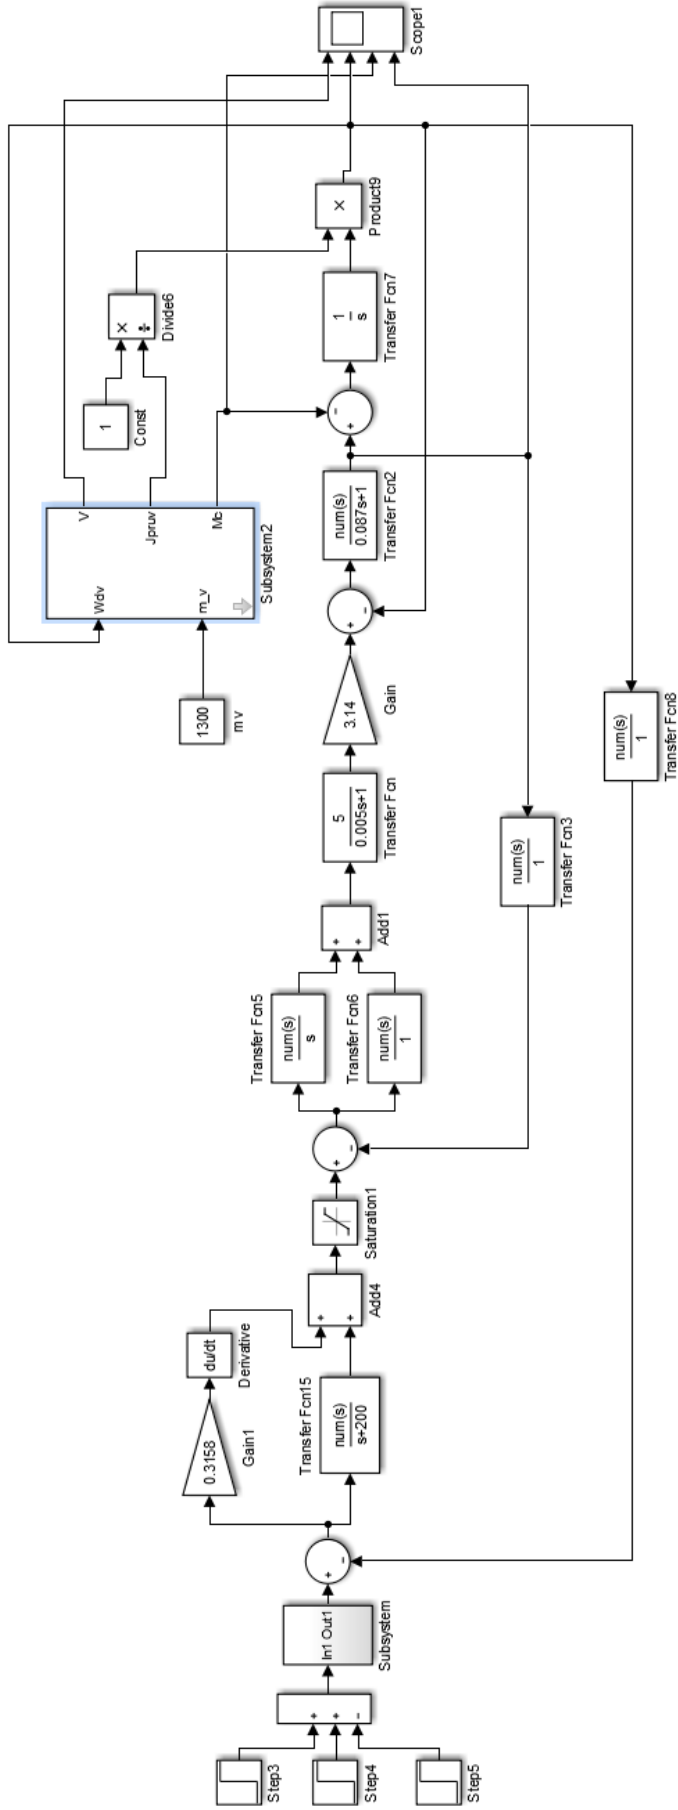 Step3
+
Step4
+
Step5
-
In1 Out1
Subsystem
+
-
0.3158
Gain1
du/dt
Derivative
num(s)
s+200
Transfer Fcn15
+
+
Add4
Saturation1
+
-
num(s)
s
Transfer Fcn5
num(s)
1
Transfer Fcn6
+
+
Add1
5
0.005s+1
Transfer Fcn
3.14
Gain
+
-
num(s)
0.087s+1
Transfer Fcn2
+
-
1
s
Transfer Fcn7
×
Product9
1300
m v
Wdv
m_v
V
Jpruv
Mc
Subsystem2
1
Const
×
÷
Divide6
num(s)
1
Transfer Fcn3
num(s)
1
Transfer Fcn8
Scope1